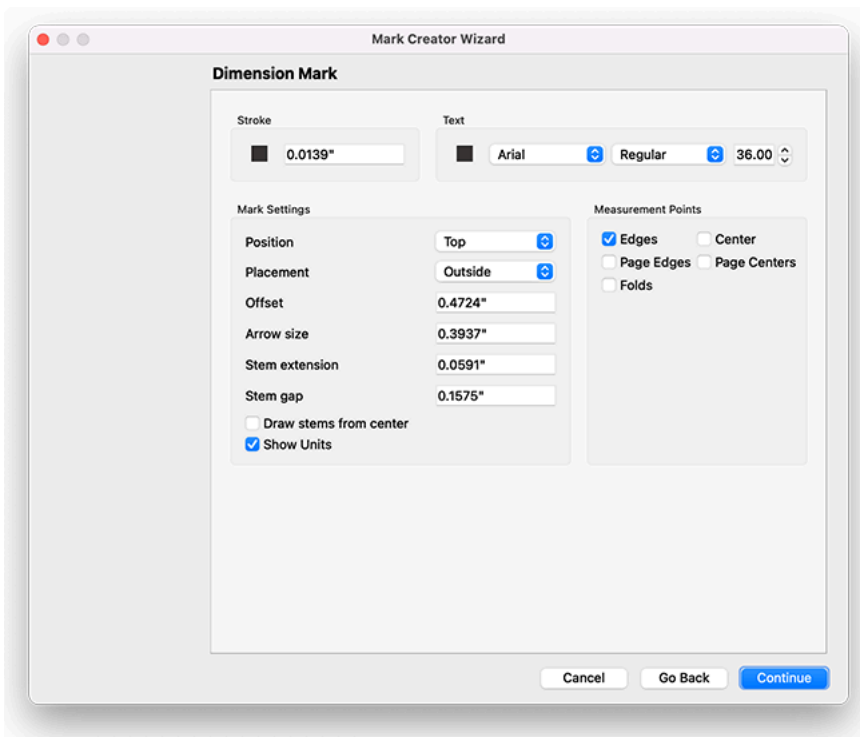 Mark Creator Wizard
Dimension Mark
Stroke
0.0139"
Text
Arial Regular 36.00
Mark Settings
Position Top
Placement Outside
Offset 0.4724"
Arrow size 0.3937"
Stem extension 0.0591"
Stem gap 0.1575"
Draw stems from center
Show Units
Measurement Points
Edges Center
Page Edges Page Centers
Folds
Cancel Go Back Continue